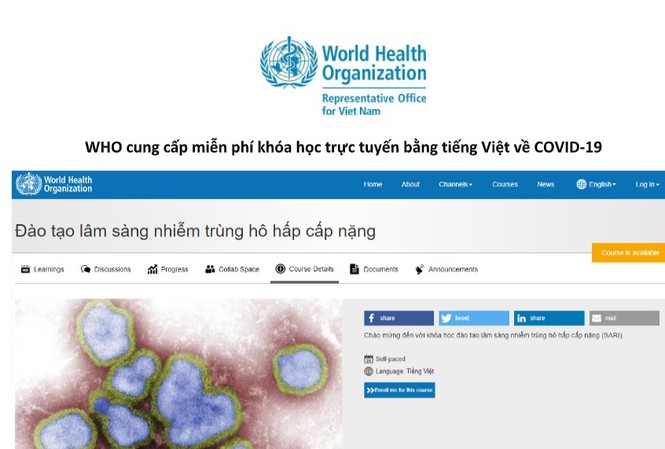 World Health
Organization
Representative Office
for Viet Nam
WHO cung cấp miễn phí khóa học trực tuyến bằng tiếng Việt về COVID-19
World Health
Organization
Home About Channels Courses News English Log in
Đào tạo lâm sàng nhiễm trùng hô hấp cấp nặng
Course is available
Learnings Discussions Progress Collab Space Course Details Documents Announcements
share tweet share mail
Chào mừng đến với khóa học đào tạo lâm sàng nhiễm trùng hô hấp cấp nặng (SARI).
Self-paced
Language: Tiếng Việt
Enroll me for this course